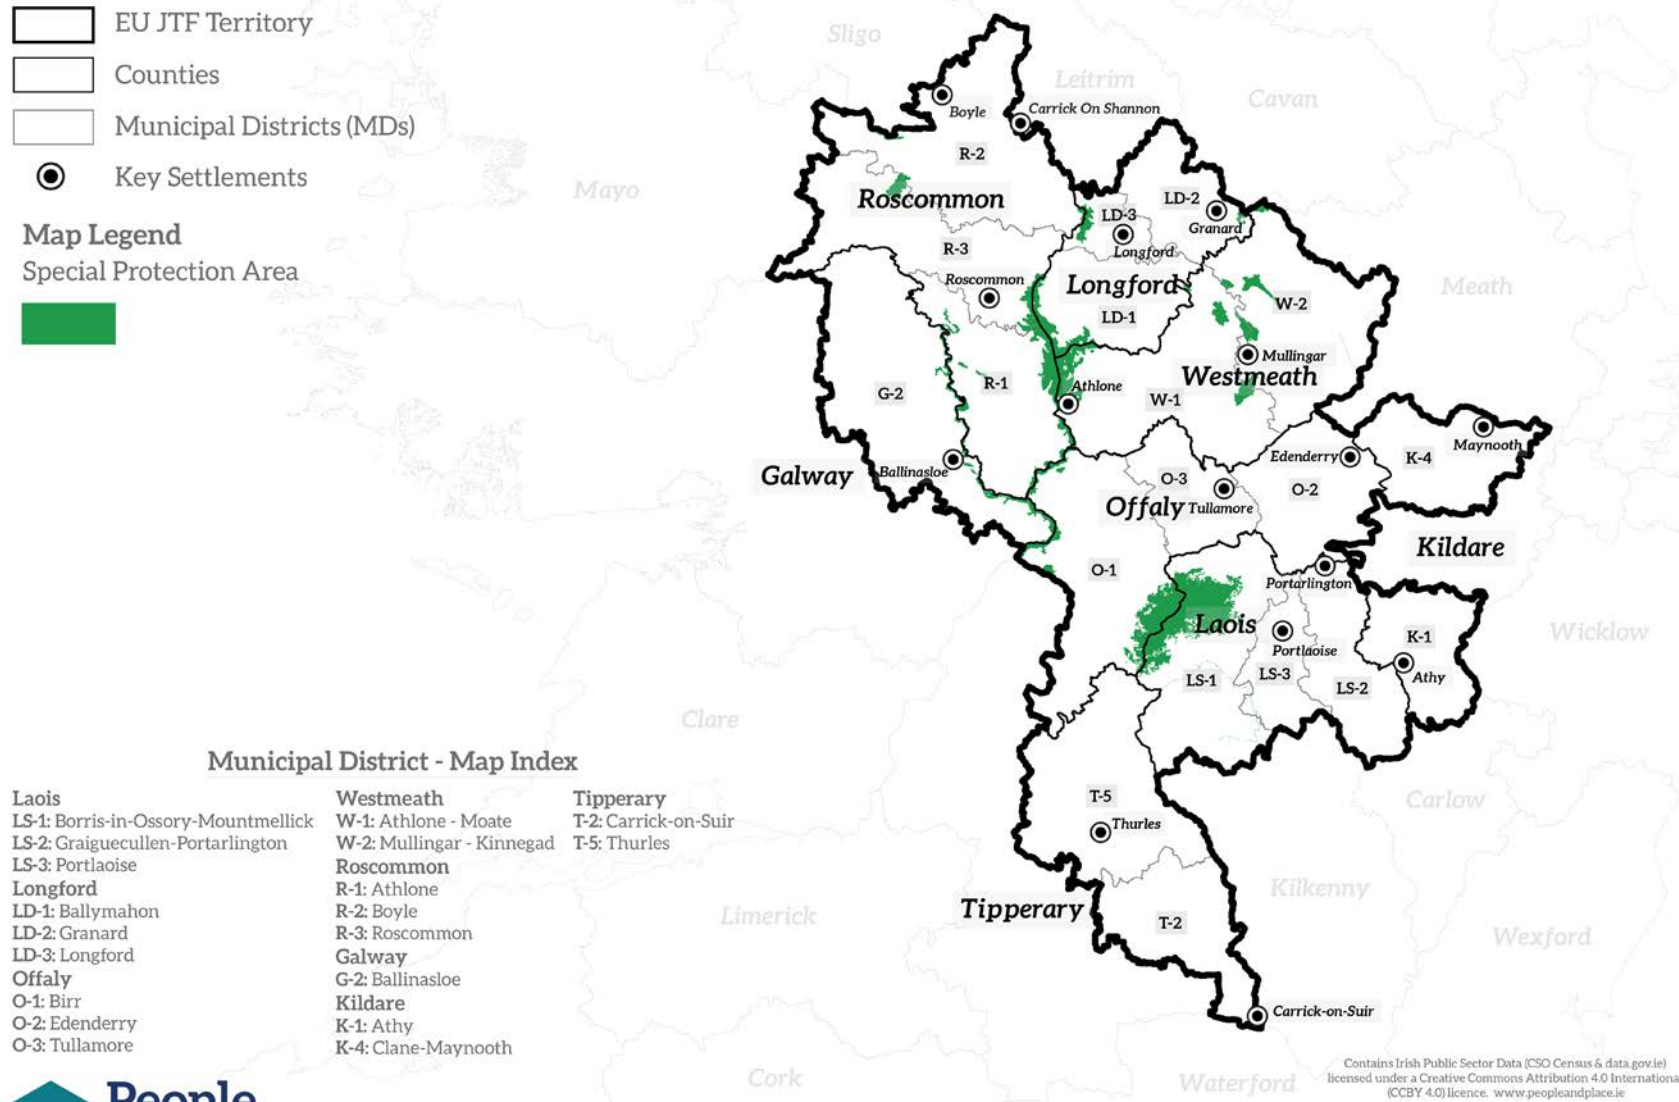 EU JTF Territory
Counties
Municipal Districts (MDs)
Key Settlements
Map Legend
Special Protection Area
Sligo
Leitrim
Cavan
Mayo
Meath
Wicklow
Clare
Carlow
Limerick
Kilkenny
Wexford
Cork
Waterford
Boyle
Carrick On Shannon
R-2
Roscommon
LD-2
LD-3
Granard
Longford
R-3
Roscommon
Longford
LD-1
W-2
Mullingar
Westmeath
G-2
R-1
Athlone
W-1
Maynooth
Edenderry
K-4
Galway
Ballinasloe
O-3
O-2
Offaly
Tullamore
Kildare
O-1
Portarlington
Laois
Portlaoise
K-1
Athy
LS-1
LS-3
LS-2
T-5
Thurles
Tipperary
T-2
Carrick-on-Suir
Municipal District - Map Index
Laois
LS-1: Borris-in-Ossory-Mountmellick
LS-2: Graiguecullen-Portarlington
LS-3: Portlaoise
Longford
LD-1: Ballymahon
LD-2: Granard
LD-3: Longford
Offaly
O-1: Birr
O-2: Edenderry
O-3: Tullamore
Westmeath
W-1: Athlone - Moate
W-2: Mullingar - Kinnegad
Roscommon
R-1: Athlone
R-2: Boyle
R-3: Roscommon
Galway
G-2: Ballinasloe
Kildare
K-1: Athy
K-4: Clane-Maynooth
Tipperary
T-2: Carrick-on-Suir
T-5: Thurles
People
Contains Irish Public Sector Data (CSO Census & data.gov.ie)
licensed under a Creative Commons Attribution 4.0 Internationa
(CCBY 4.0) licence. www.peopleandplace.ie